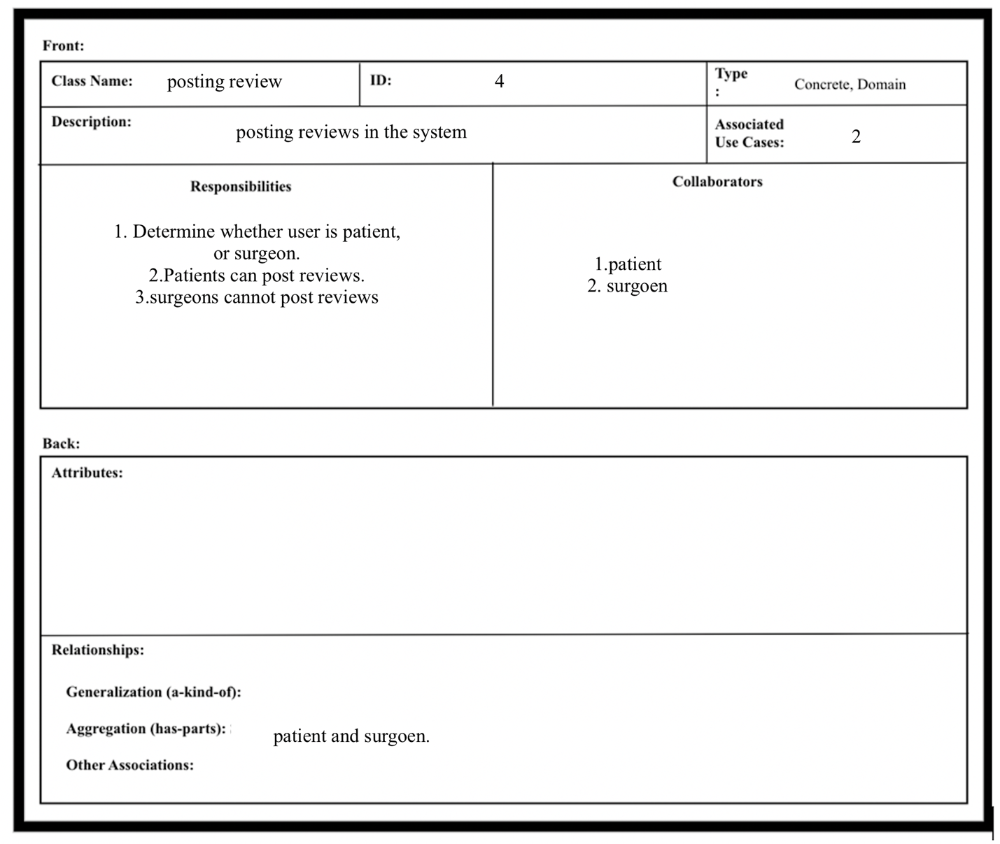 Front:
Class Name: posting review ID: 4 Type
: Concrete, Domain
Description: posting reviews in the system Associated
Use Cases: 2
Responsibilities
1. Determine whether user is patient,
or surgeon.
2.Patients can post reviews.
3.surgeons cannot post reviews
Collaborators
1.patient
2. surgoen
Back:
Attributes:
Relationships:
Generalization (a-kind-of):
Aggregation (has-parts): patient and surgoen.
Other Associations: